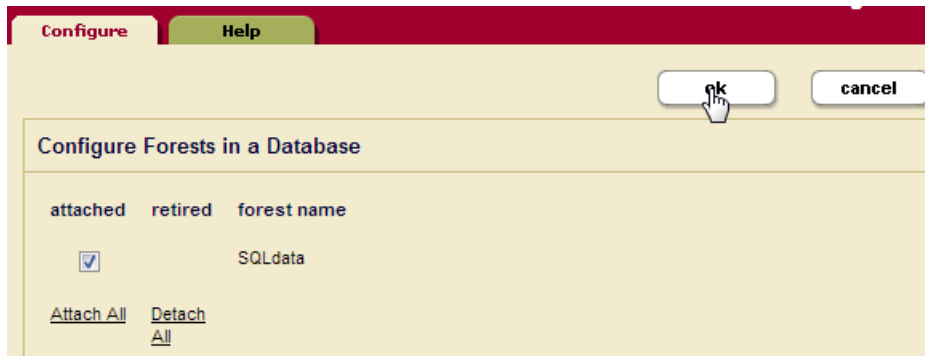 Configure Help
ok cancel
Configure Forests in a Database
attached retired forest name
SQLdata
Attach All Detach
All